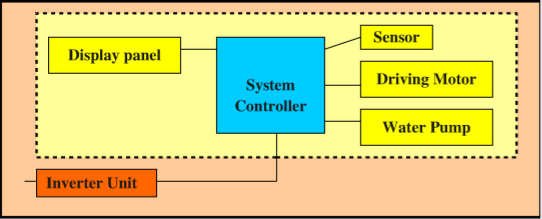 Display panel
System
Controller
Sensor
Driving Motor
Water Pump
Inverter Unit